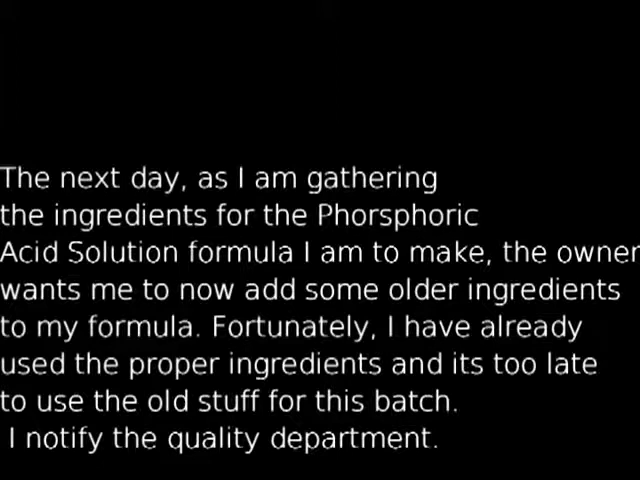 The next day, as I am gathering
the ingredients for the Phorsphoric
Acid Solution formula I am to make, the owner
wants me to now add some older ingredients
to my formula. Fortunately, I have already
used the proper ingredients and its too late
to use the old stuff for this batch.
I notify the quality department.